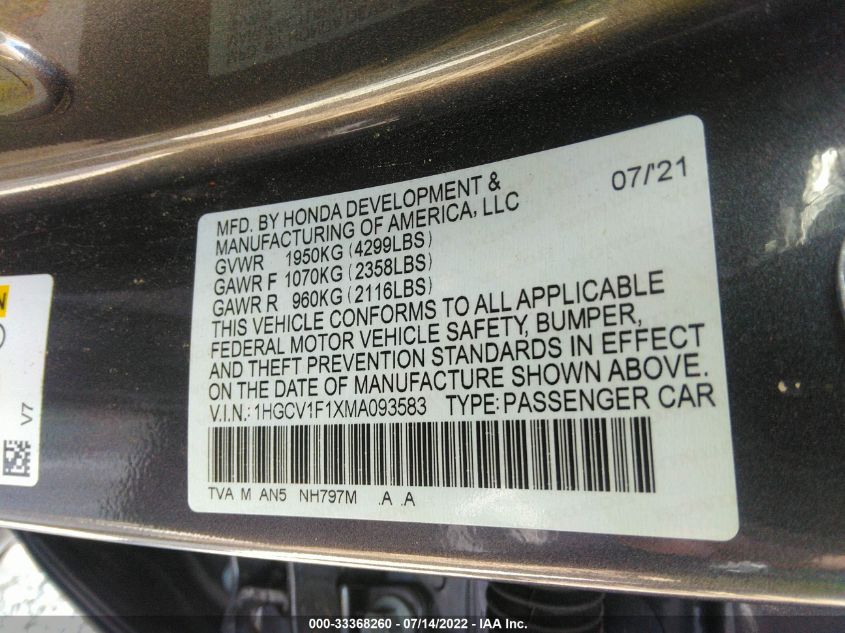 07/'21
MFD. BY HONDA DEVELOPMENT &
MANUFACTURING OF AMERICA, LLC
GVWR 1950KG (4299LBS)
GAWR F 1070KG (2358LBS)
GAWR R 960KG (2116LBS)
THIS VEHICLE CONFORMS TO ALL APPLICABLE
FEDERAL MOTOR VEHICLE SAFETY, BUMPER,
AND THEFT PREVENTION STANDARDS IN EFFECT
ON THE DATE OF MANUFACTURE SHOWN ABOVE.
V.I.N.: 1HGCV1F1XMA093583 TYPE: PASSENGER CAR
TVA M AN5 NH797M .A .A
V7
000-33368260 - 07/14/2022 - IAA Inc.